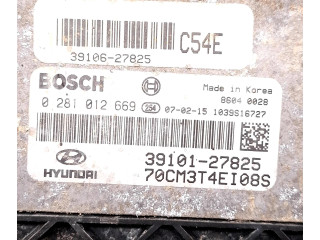 C54E
39106-27825
BOSCH
Made in Korea
8604 0028
0 281 012 669 254 07-02-15 1039S16727
HYUNDAI
39101-27825
70CM3T4EI08S